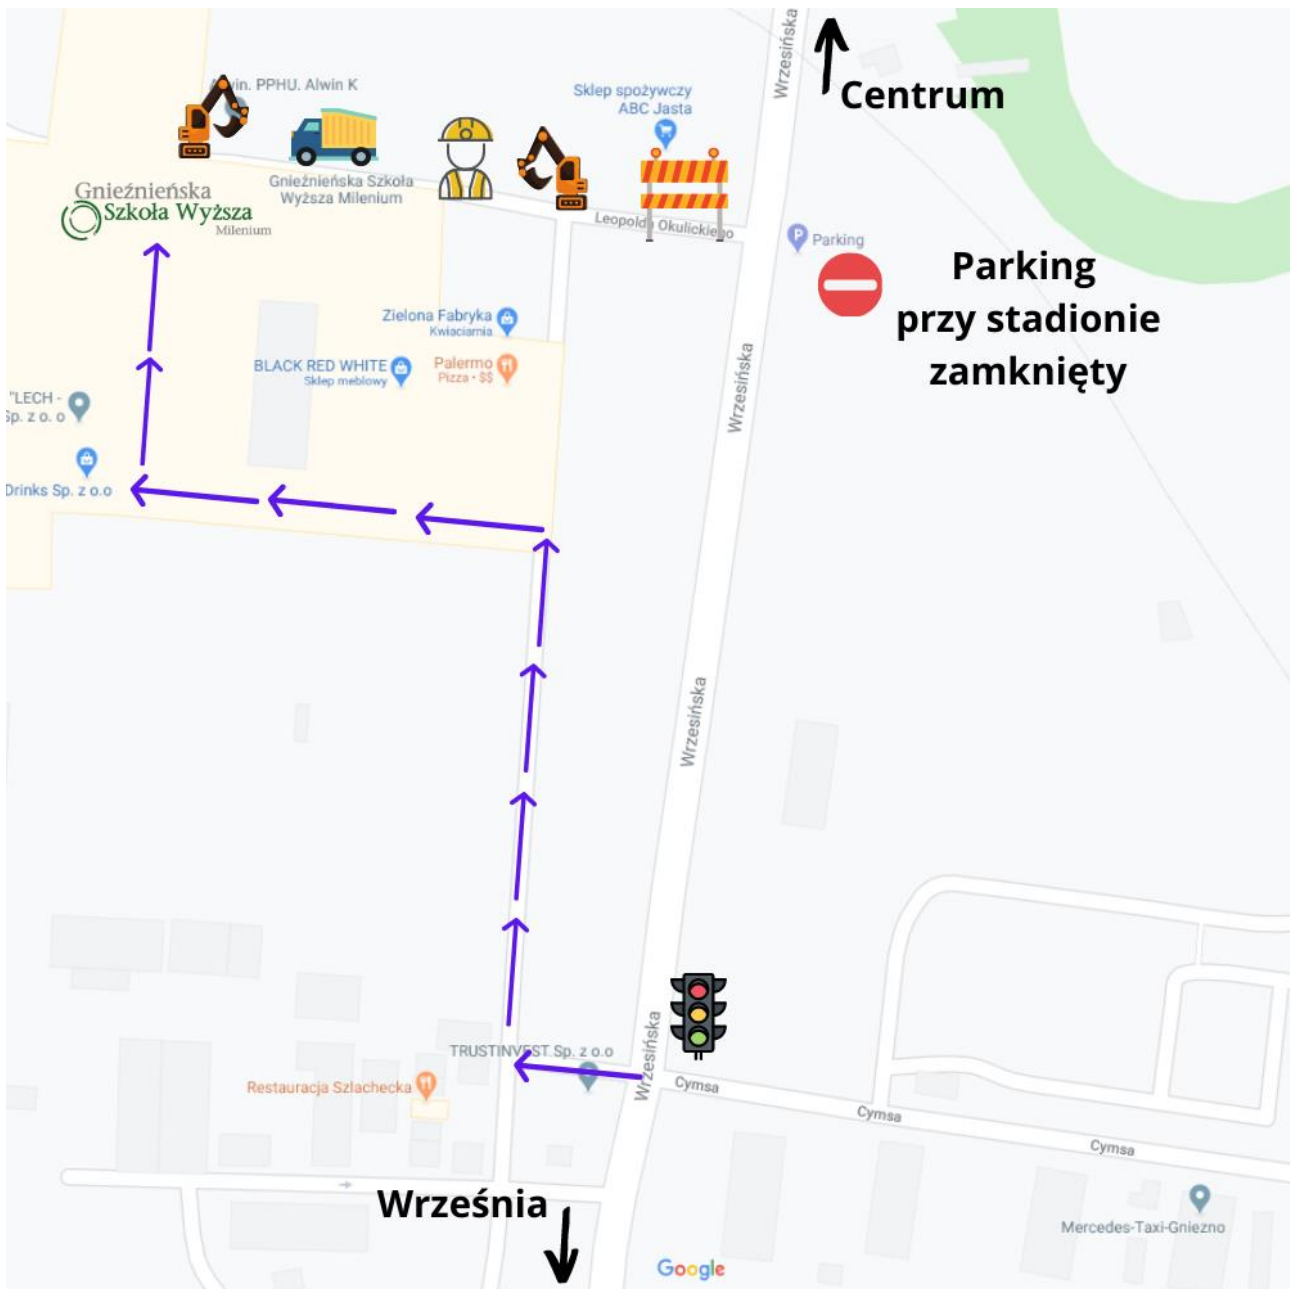 Wrzesińska
Centrum
Alwin. PPHU. Alwin K
Sklep spożywczy
ABC Jasta
Gnieźnieńska Szkoła
Wyższa Milenium
Gnieźnieńska
Szkoła Wyższa
Milenium
Leopolda Okulickiego
Parking
Parking
przy stadionie
zamknięty
Zielona Fabryka
Kwiaciarnia
BLACK RED WHITE
Sklep meblowy
Palermo
Pizza • $$
Wrzesińska
"LECH -
Sp. z o. o
Drinks Sp. z o.o
Wrzesińska
Wrzesińska
TRUSTINVEST Sp. z o.o
Restauracja Szlachecka
Cymsa
Cymsa
Cymsa
Września
Mercedes-Taxi-Gniezno
Google